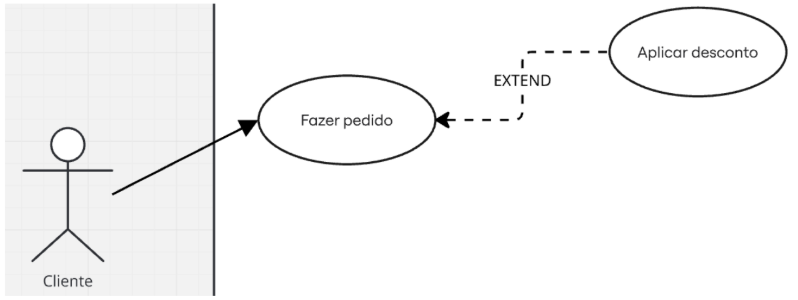 Aplicar desconto
EXTEND
Fazer pedido
Cliente